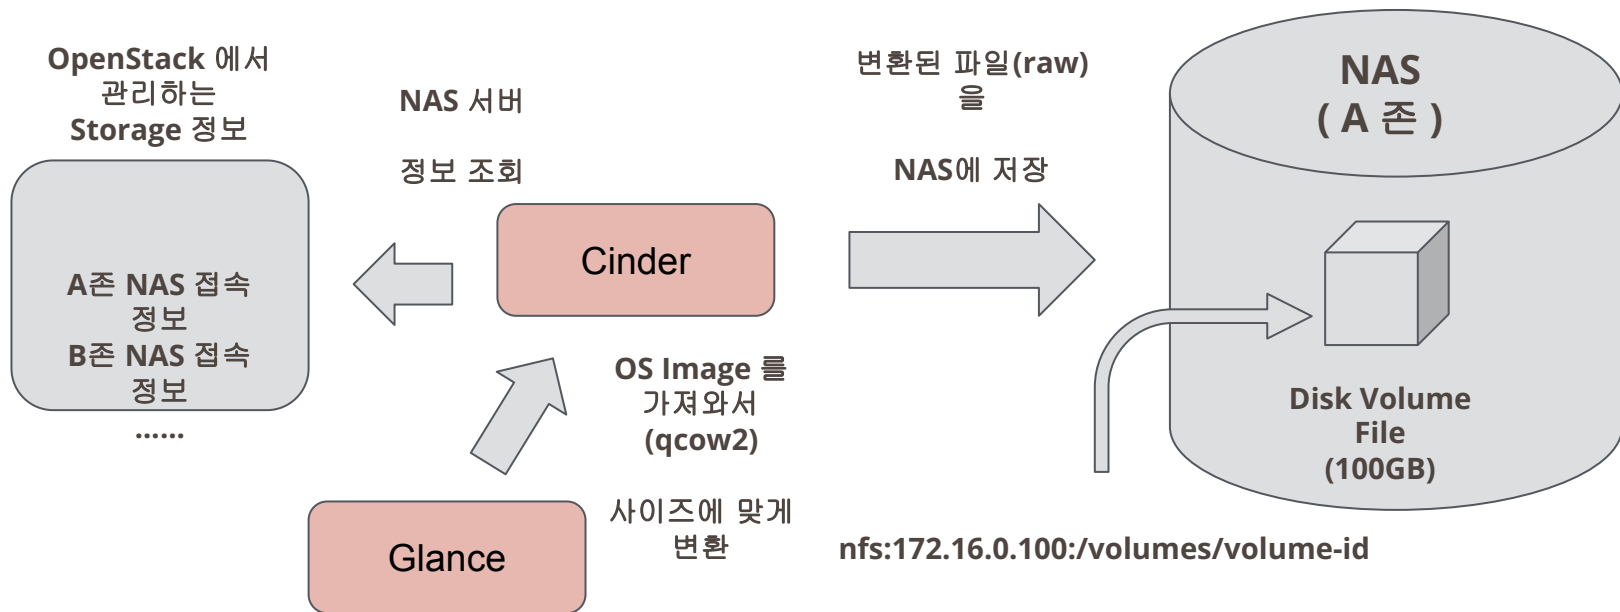 OpenStack 에서
관리하는
Storage 정보
A존 NAS 접속
정보
B존 NAS 접속
정보
......
NAS 서버
정보 조회
Cinder
OS Image 를
가져와서
(qcow2)
사이즈에 맞게
변환
Glance
변환된 파일(raw)
을
NAS에 저장
NAS
( A 존 )
Disk Volume
File
(100GB)
nfs:172.16.0.100:/volumes/volume-id